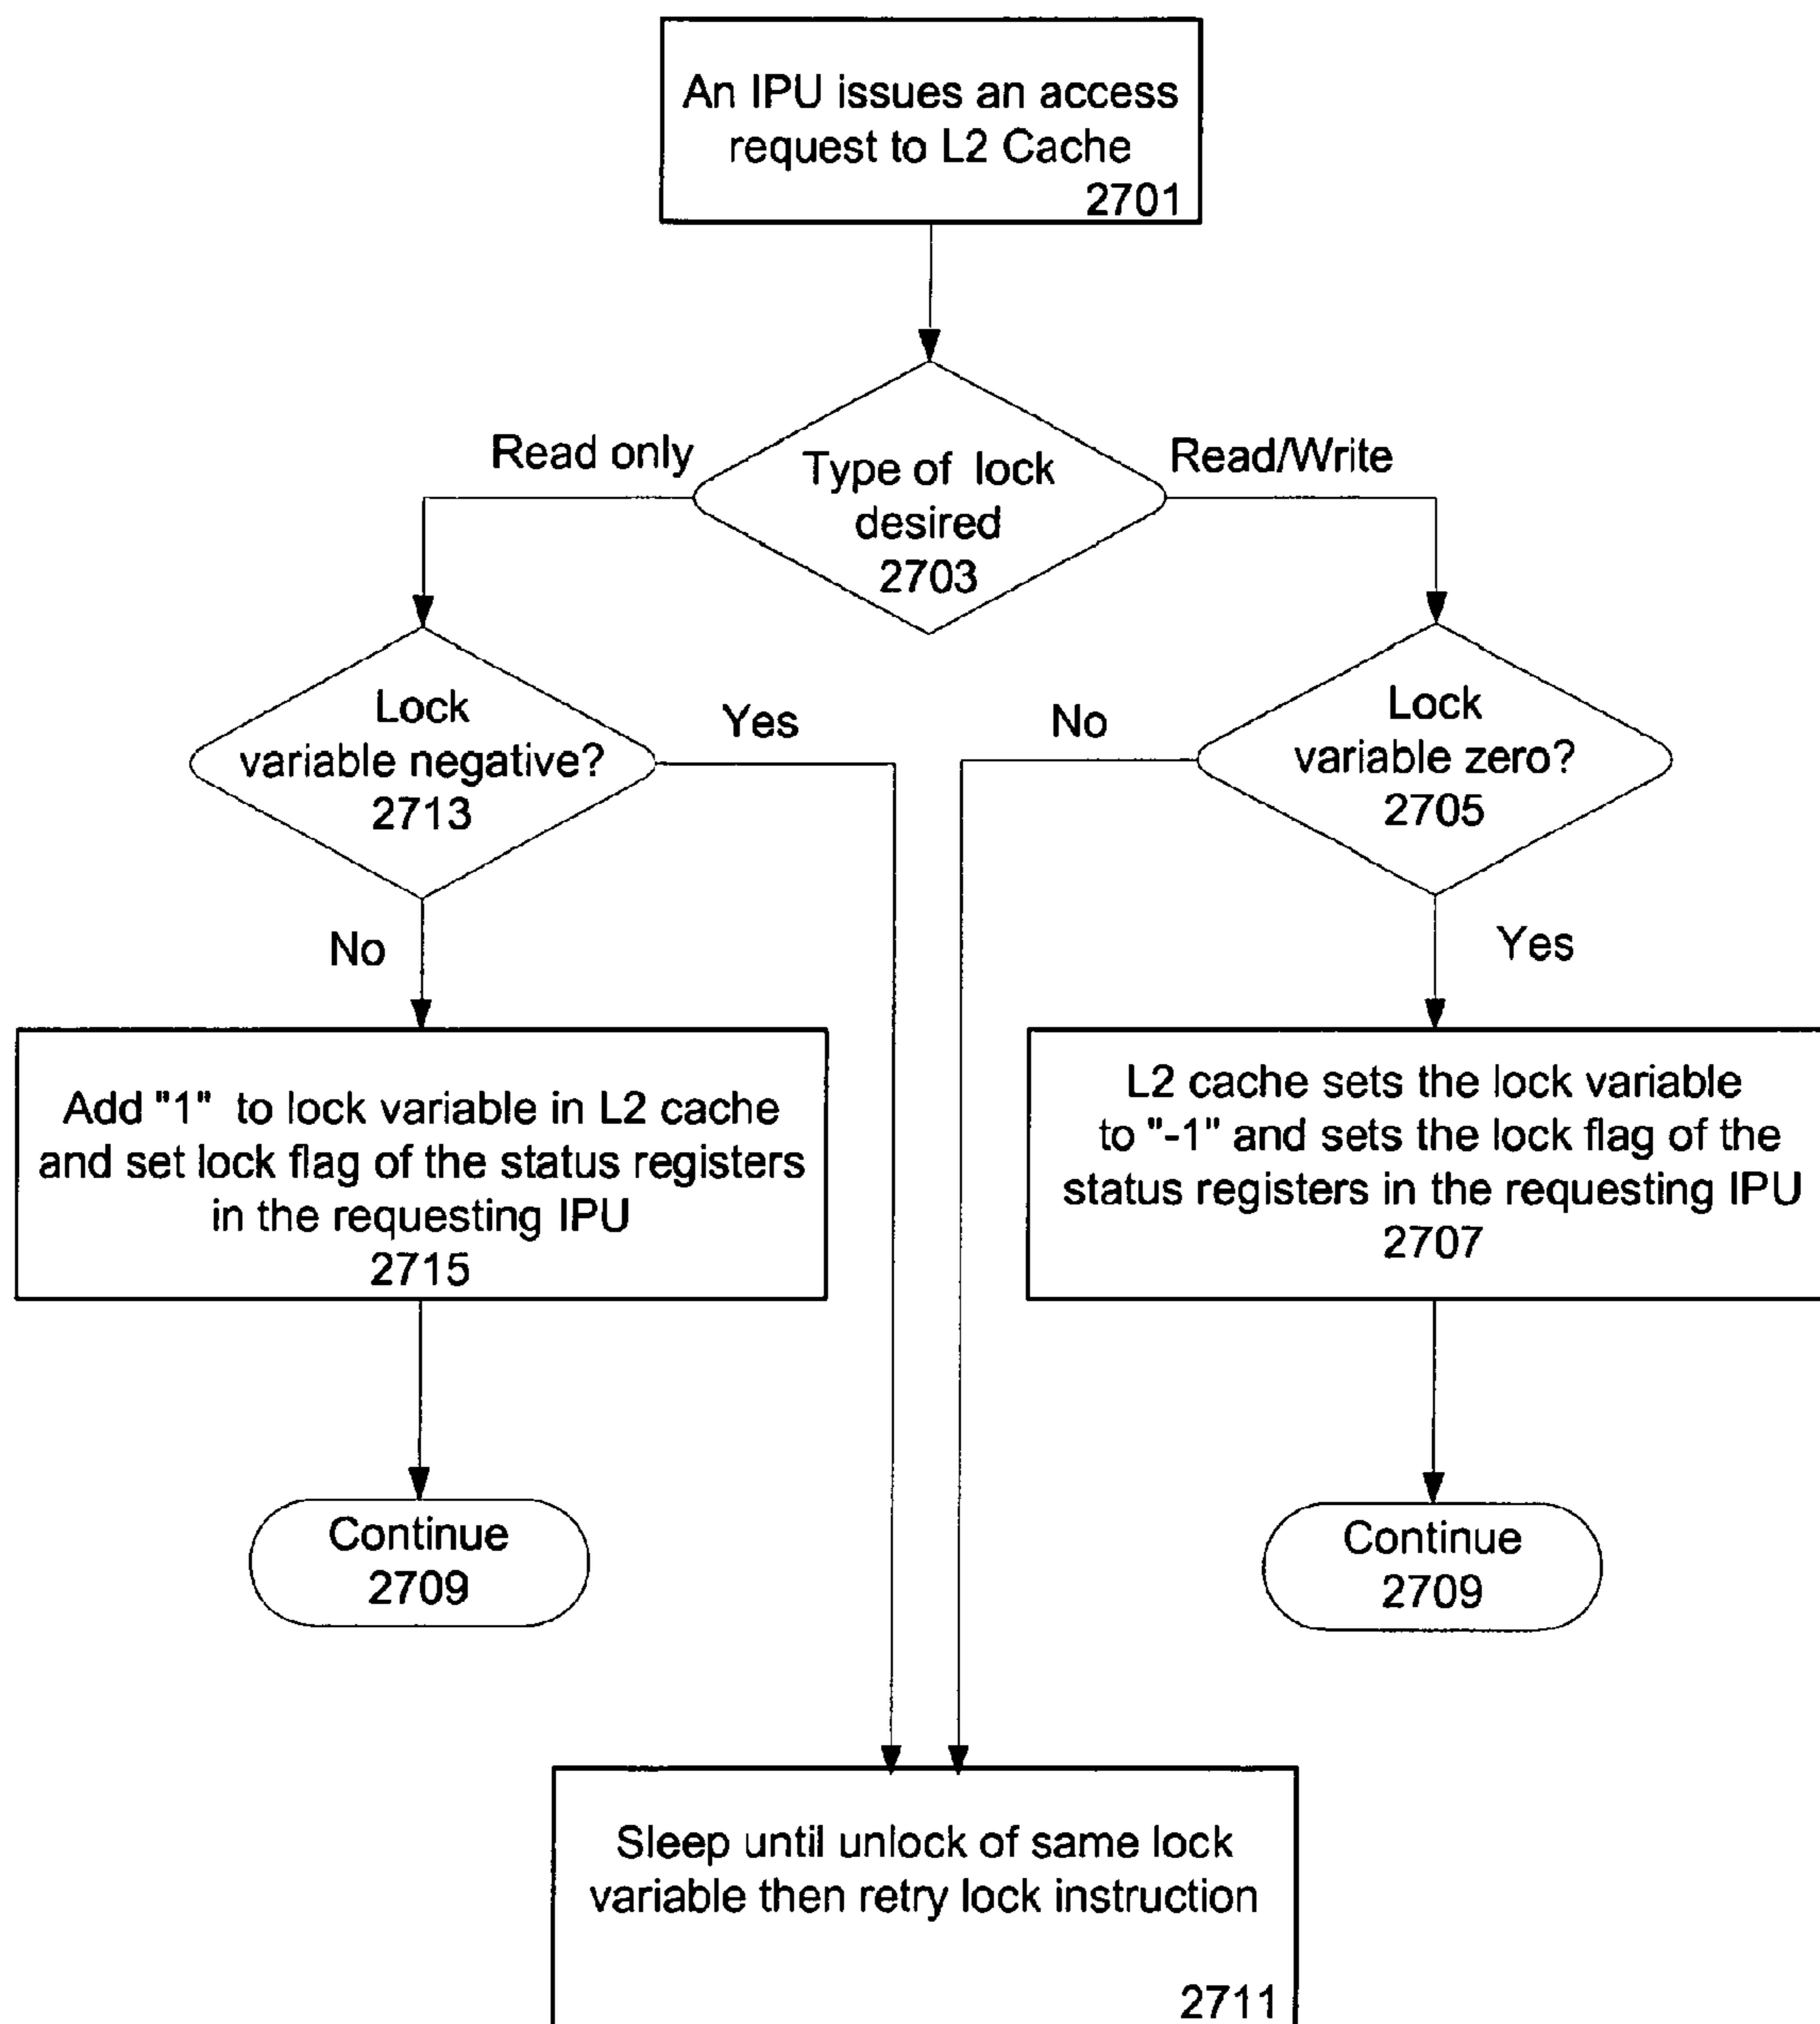 An IPU issues an access
request to L2 Cache
2701
Read only
Type of lock
desired
2703
Read/Write
Lock
variable negative?
2713
Yes
No
Lock
variable zero?
2705
No
Yes
Add "1" to lock variable in L2 cache
and set lock flag of the status registers
in the requesting IPU
2715
L2 cache sets the lock variable
to "-1" and sets the lock flag of the
status registers in the requesting IPU
2707
Continue
2709
Continue
2709
Sleep until unlock of same lock
variable then retry lock instruction
2711